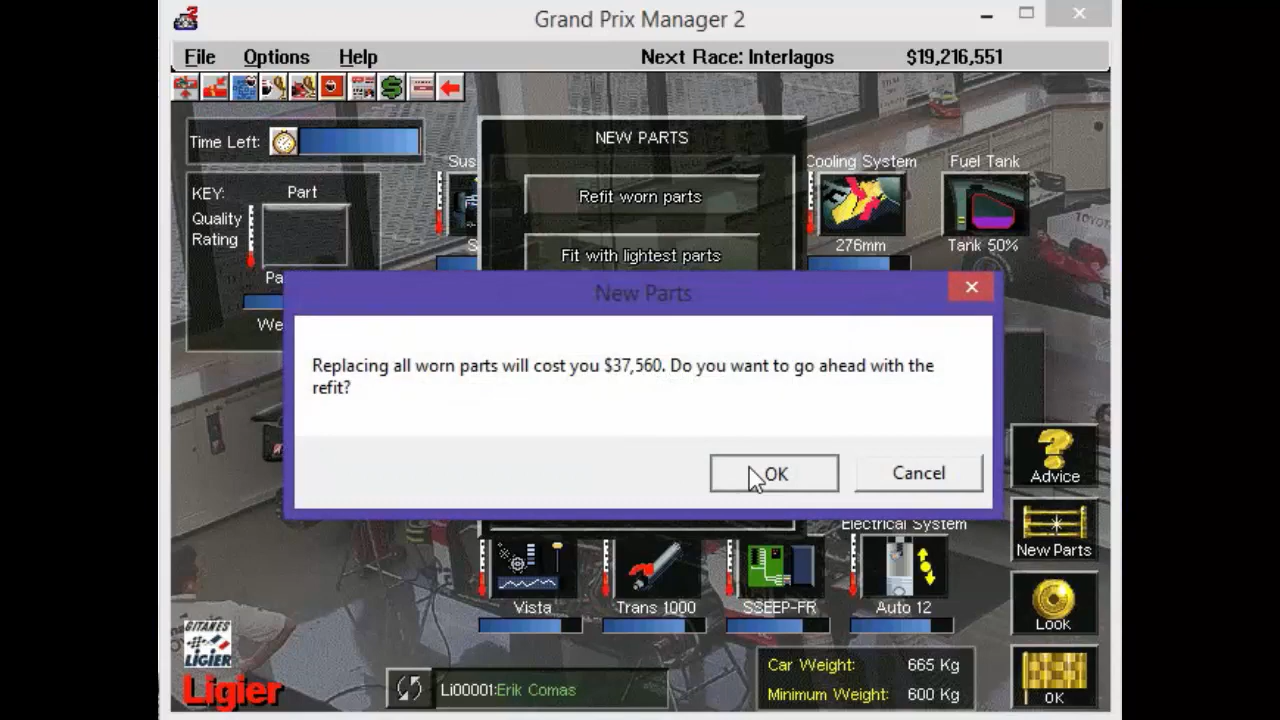 Grand Prix Manager 2
File Options Help Next Race: Interlagos $19,216,551
Time Left:
KEY: Part
Quality
Rating
Pa
We
Sus
S
NEW PARTS
Refit worn parts
Fit with lightest parts
Cooling System
276mm
Fuel Tank
Tank 50%
TOYOTA
New Parts
Replacing all worn parts will cost you $37,560. Do you want to go ahead with the
refit?
OK Cancel
Electrical System
Vista
Trans 1000
SSEEP-FR
Auto 12
Advice
New Parts
Look
OK
GITANES
LIGIER
Ligier
Li00001:Erik Comas
Car Weight: 665 Kg
Minimum Weight: 600 Kg